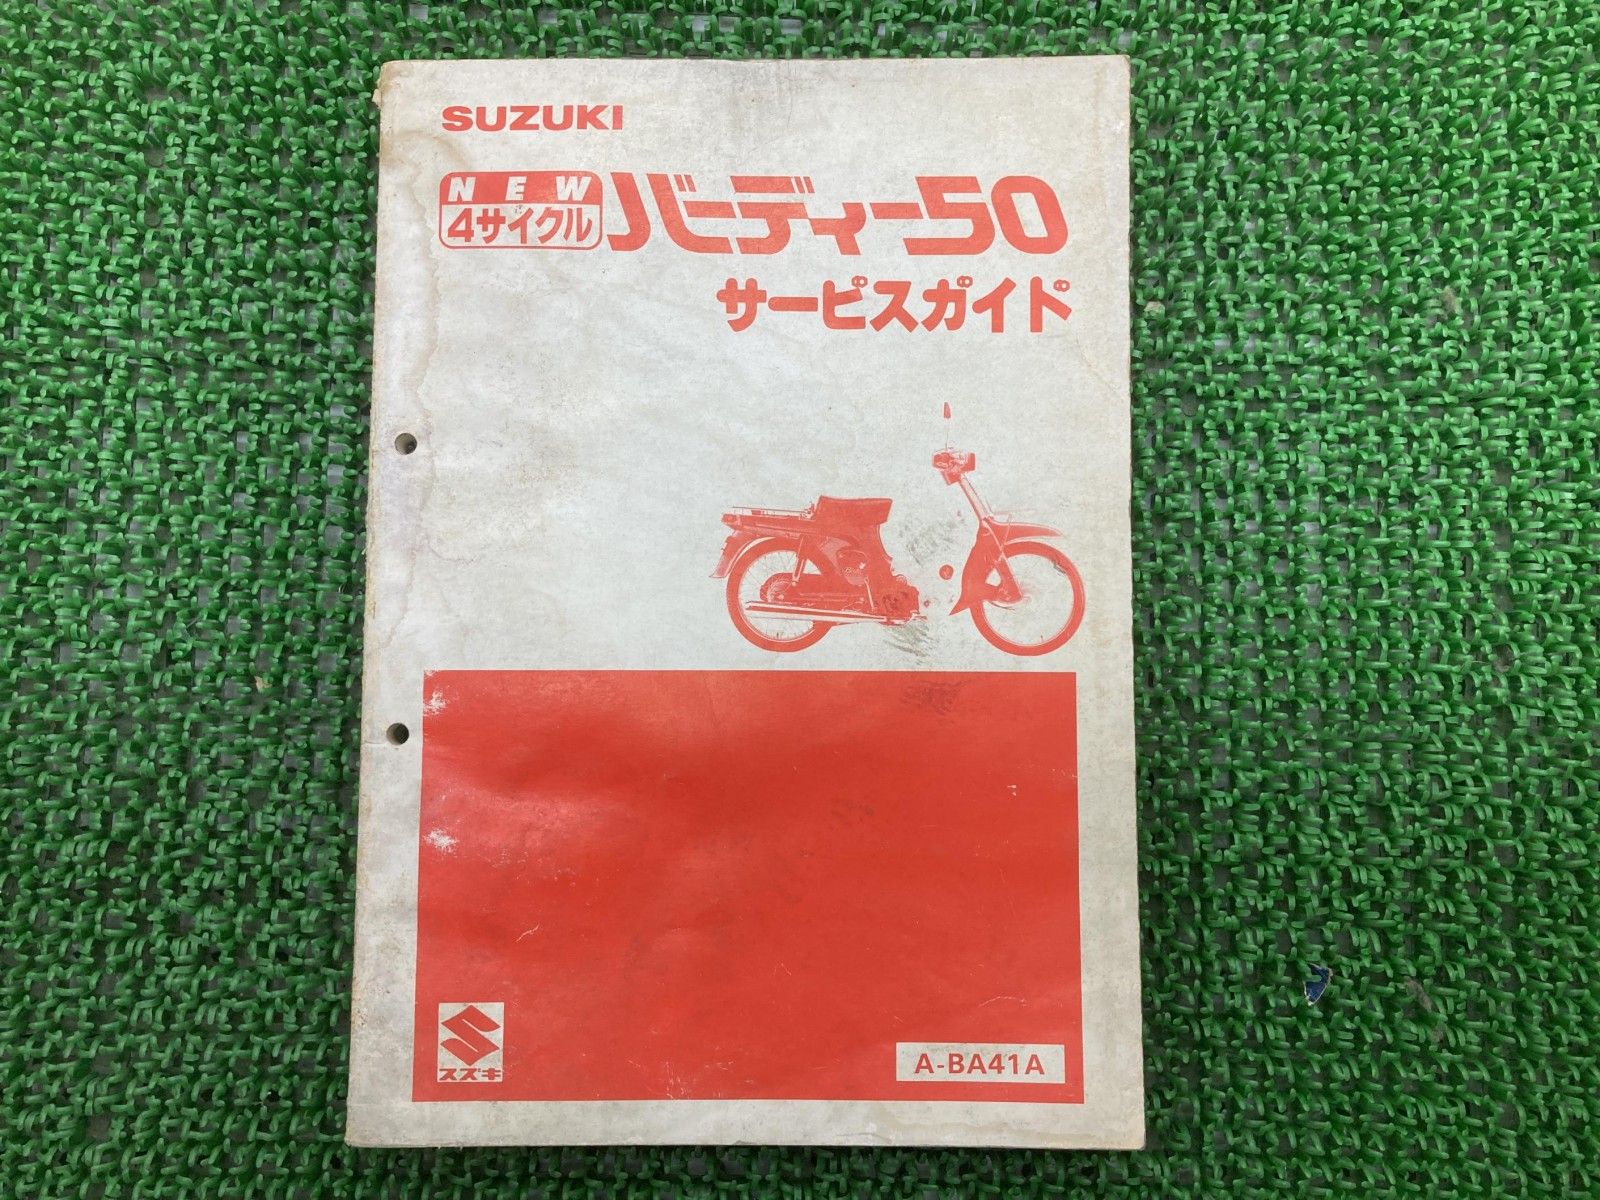 SUZUKI
NEW
4サイクル
バーディー50
サービスガイド
スズキ
A-BA41A